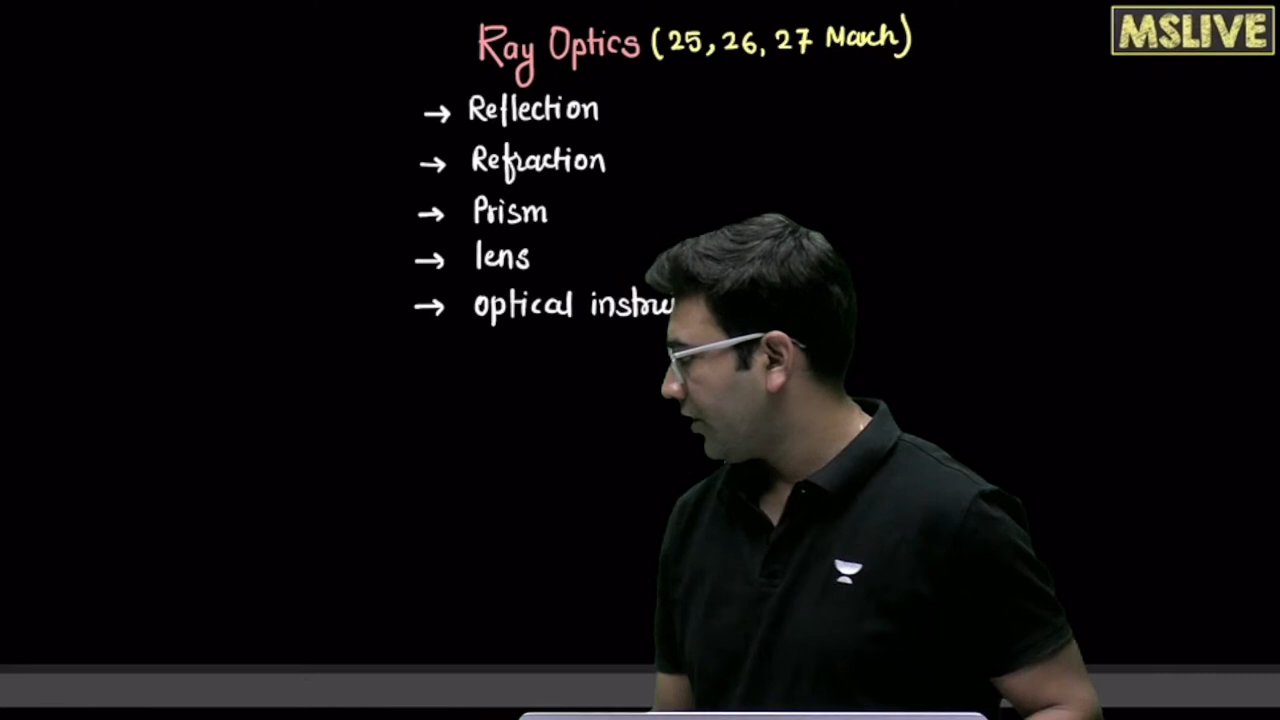 Ray Optics (25, 26, 27 March)
MSLIVE
→ Reflection
→ Refraction
→ Prism
→ lens
→ optical